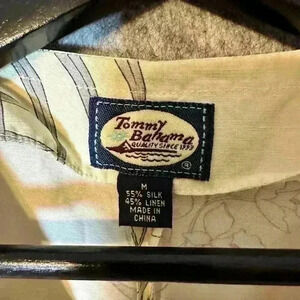 Tommy
Bahama
QUALITY SINCE 1993
®
M
55% SILK
45% LINEN
MADE IN
CHINA